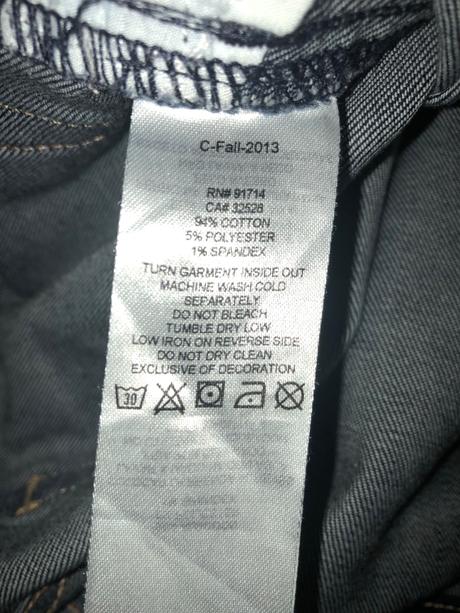 C-Fall-2013
RN# 91714
CA# 32528
94% COTTON
5% POLYESTER
1% SPANDEX
TURN GARMENT INSIDE OUT
MACHINE WASH COLD
SEPARATELY
DO NOT BLEACH
TUMBLE DRY LOW
LOW IRON ON REVERSE SIDE
DO NOT DRY CLEAN
EXCLUSIVE OF DECORATION
30